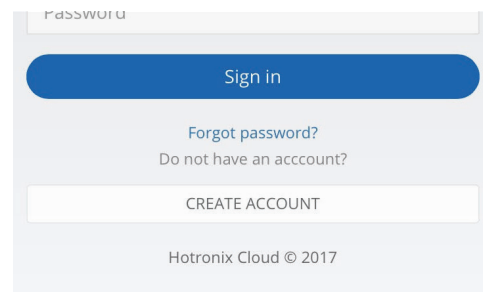 Password
Sign in
Forgot password?
Do not have an acccount?
CREATE ACCOUNT
Hotronix Cloud © 2017